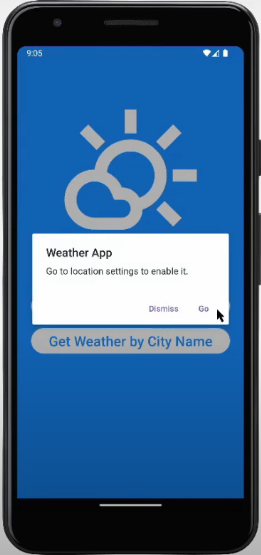 9:05
Weather App
Go to location settings to enable it.
Dismiss Go
Get Weather by City Name